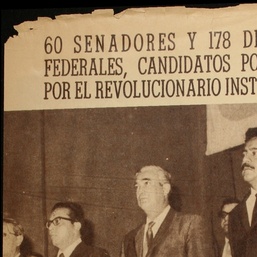 60 SENADORES Y 178
FEDERALES, CANDIDATOS
POR EL REVOLUCIONARIO